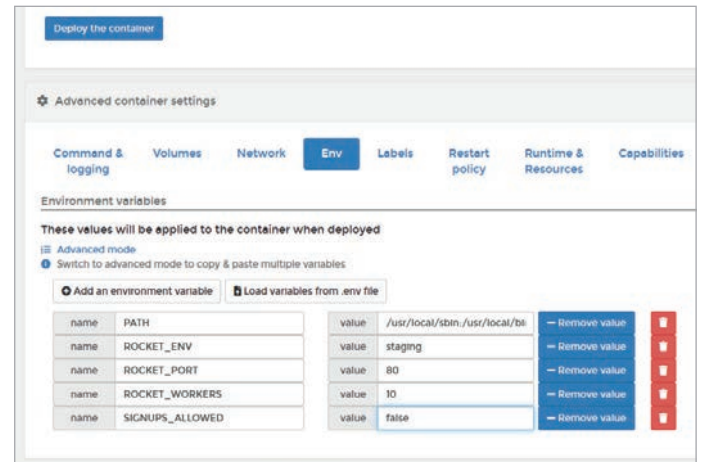 Deploy the container
Advanced container settings
Command & logging
Volumes
Network
Env
Labels
Restart policy
Runtime & Resources
Capabilities
Environment variables
These values will be applied to the container when deployed
Advanced mode
Switch to advanced mode to copy & paste multiple variables
Add an environment variable Load variables from .env file
name PATH value /usr/local/sbin:/usr/local/bi Remove value
name ROCKET_ENV value staging Remove value
name ROCKET_PORT value 80 Remove value
name ROCKET_WORKERS value 10 Remove value
name SIGNUPS_ALLOWED value false Remove value